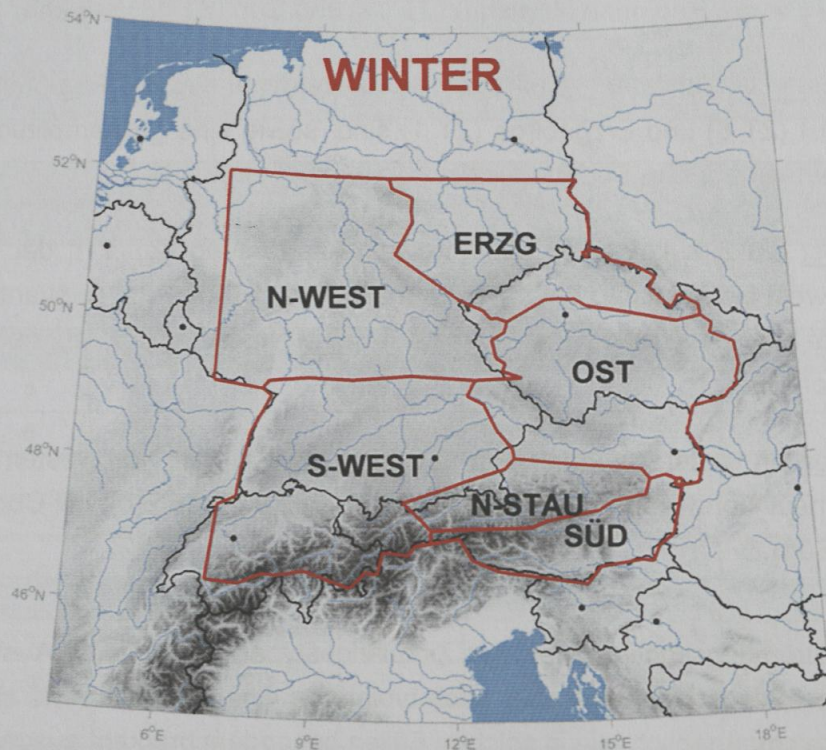 54°N
WINTER
52°N
ERZG
N-WEST
50°N
OST
48°N
S-WEST
N-STAU
SÜD
46°N
6°E
9°E
12°E
15°E
18°E